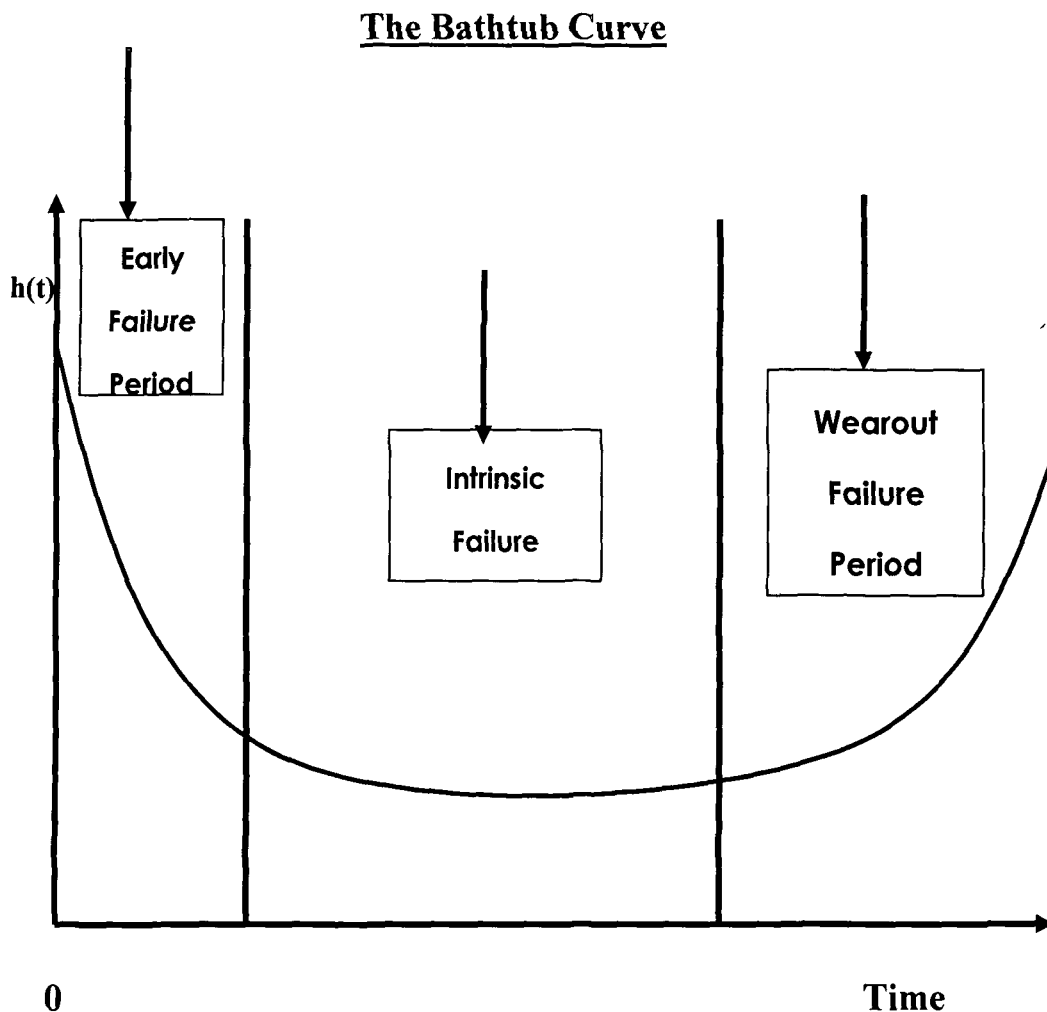 The Bathtub Curve
Early
Failure
Period
h(t)
Intrinsic
Failure
Wearout
Failure
Period
0
Time